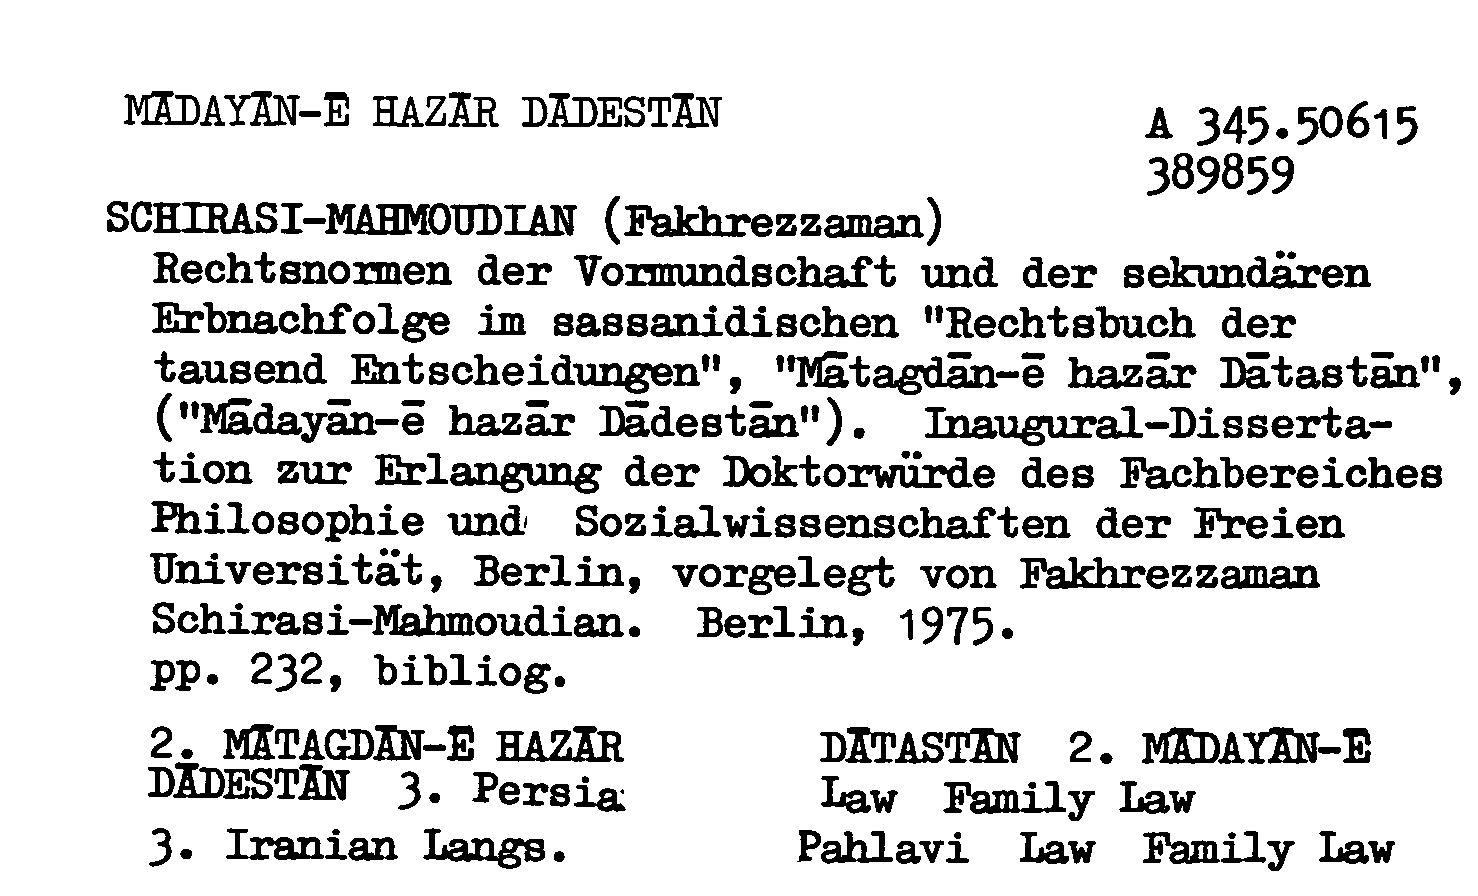 MĀDAYĀN-Ē HAZĀR DĀDESTĀN
A 345.50615
389859
SCHIRASI-MAHMOUDIAN (Fakhrezzaman)
Rechtsnormen der Vormundschaft und der sekundären
Erbnachfolge im sassanidischen "Rechtsbuch der
tausend Entscheidungen", "Mātagdān-ē hazār Dātastān",
("Mādayān-ē hazār Dādestān"). Inaugural-Disserta-
tion zur Erlangung der Doktorwürde des Fachbereiches
Philosophie und Sozialwissenschaften der Freien
Universität, Berlin, vorgelegt von Fakhrezzaman
Schirasi-Mahmoudian. Berlin, 1975.
pp. 232, bibliog.
2. MĀTAGDĀN-Ē HAZĀR DĀTASTĀN 2. MĀDAYĀN-Ē
DĀDESTĀN 3. Persia Law Family Law
3. Iranian Langs. Pahlavi Law Family Law